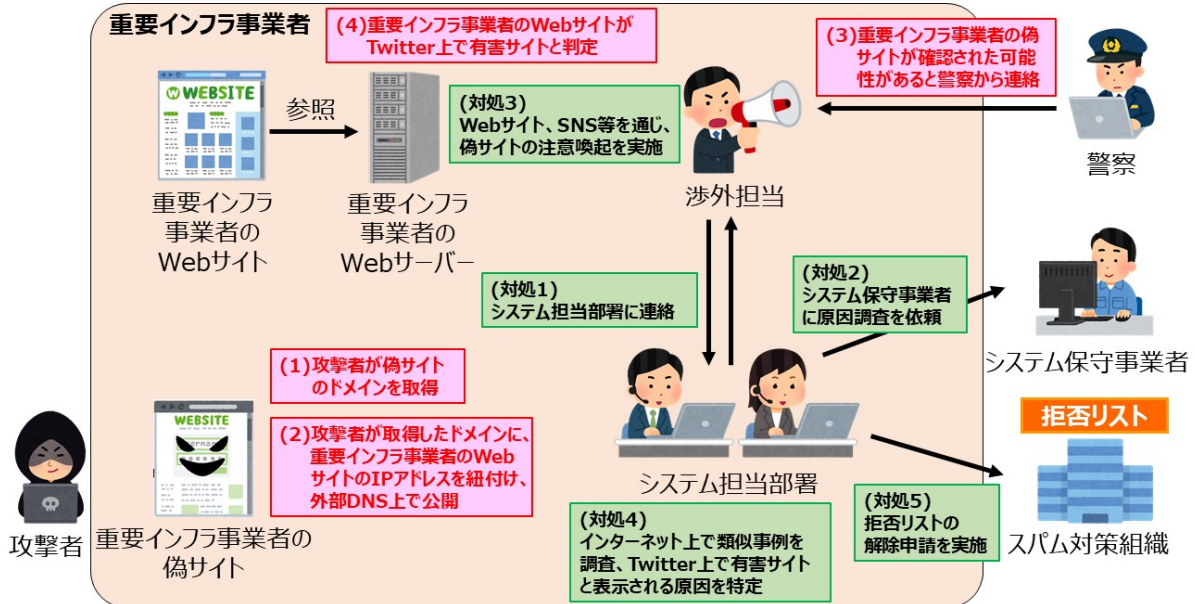 重要インフラ事業者
(4)重要インフラ事業者のWebサイトが
Twitter上で有害サイトと判定
(3)重要インフラ事業者の偽
サイトが確認された可能
性があると警察から連絡
WEBSITE
参照
(対処3)
Webサイト、SNS等を通じ、
偽サイトの注意喚起を実施
警察
重要インフラ
事業者の
Webサイト
重要インフラ
事業者の
Webサーバー
渉外担当
(対処1)
システム担当部署に連絡
(対処2)
システム保守事業者
に原因調査を依頼
システム保守事業者
(1)攻撃者が偽サイト
のドメインを取得
WEBSITE
(2)攻撃者が取得したドメインに、
重要インフラ事業者のWeb
サイトのIPアドレスを紐付け、
外部DNS上で公開
拒否リスト
システム担当部署
攻撃者
重要インフラ事業者の
偽サイト
(対処4)
インターネット上で類似事例を
調査、Twitter上で有害サイト
と表示される原因を特定
(対処5)
拒否リストの
解除申請を実施
スパム対策組織